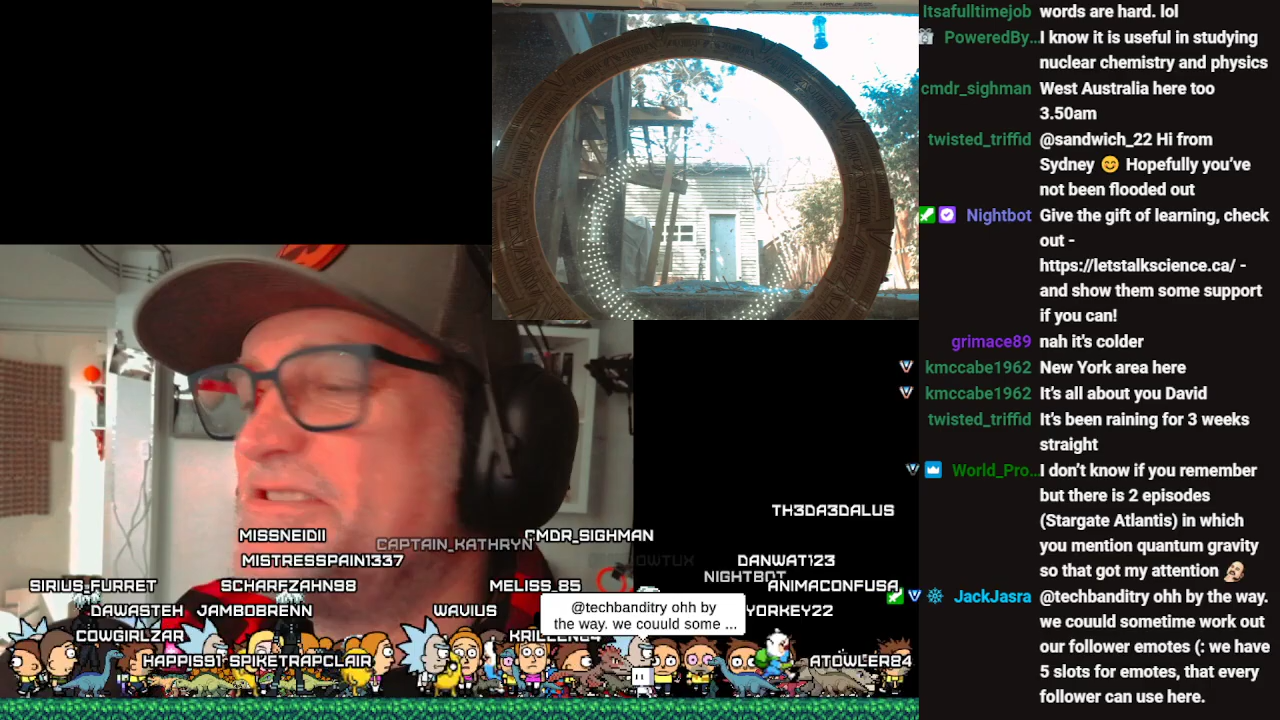 Itsafulltimejob words are hard. lol
PoweredBy... I know it is useful in studying
nuclear chemistry and physics
cmdr_sighman West Australia here too
3.50am
twisted_triffid @sandwich_22 Hi from
Sydney 😊 Hopefully you've
not been flooded out
Nightbot Give the gift of learning, check
out -
https://letstalkscience.ca/ -
and show them some support
if you can!
grimace89 nah it's colder
kmccabe1962 New York area here
kmccabe1962 It's all about you David
twisted_triffid It's been raining for 3 weeks
straight
World_Pro... I don't know if you remember
but there is 2 episodes
(Stargate Atlantis) in which
you mention quantum gravity
so that got my attention
JackJasra @techbanditry ohh by the way.
we couuld sometime work out
our follower emotes (: we have
5 slots for emotes, that every
follower can use here.
TH3DA3DALUS
MISSNEIDII
CMDR_SIGHMAN
CAPTAIN_KATHRYN
MISTRESSPAIN1337
DANWAT123
NIGHTBOT
SIRIUS_FURRET
SCHARFZAHN98
MELISS_85
ANIMACONFUSA
DAWASTEH
JAMBOBRENN
WAVIUS
YORKEY22
@techbanditry ohh by
the way. we couuld some ...
COWGIRLZAR
HAPPIS91
SPIKETRAPCLAIR
ATOWLER84